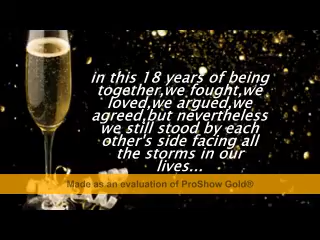 in this 18 years of being
together,we fought,we
loved,we argued,we
agreed,but nevertheless
we still stood by each
other's side facing all
the storms in our
lives...
Made as an evaluation of ProShow Gold®